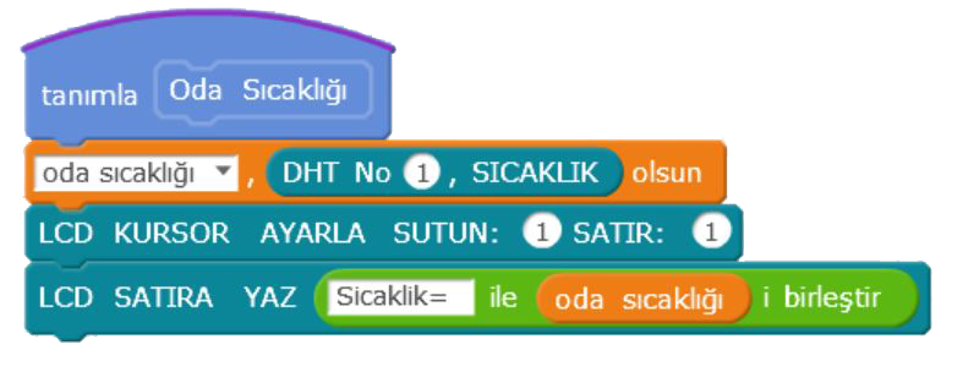 tanımla Oda Sıcaklığı
oda sıcaklığı , DHT No 1 , SICAKLIK olsun
LCD KURSOR AYARLA SUTUN: 1 SATIR: 1
LCD SATIRA YAZ Sicaklik= ile oda sıcaklığı i birleştir